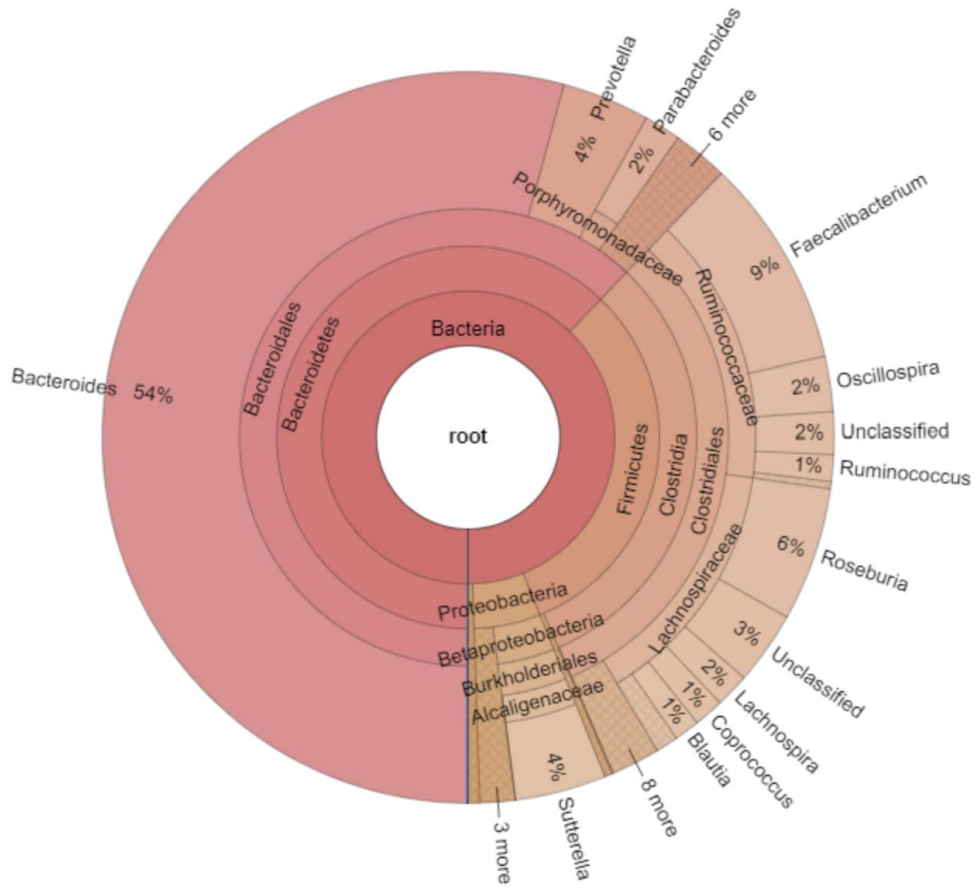 root
Bacteria
Bacteroidetes
Bacteroidales
Bacteroides 54%
Prevotella
4%
Parabacteroides
2%
Porphyromonadaceae
6 more
Firmicutes
Clostridia
Clostridiales
Ruminococcaceae
Faecalibacterium
9%
2% Oscillospira
2% Unclassified
1% Ruminococcus
Lachnospiraceae
6% Roseburia
3% Unclassified
2% Lachnospira
1% Coprococcus
1% Blautia
8 more
Proteobacteria
Betaproteobacteria
Burkholderiales
Alcaligenaceae
4% Sutterella
3 more